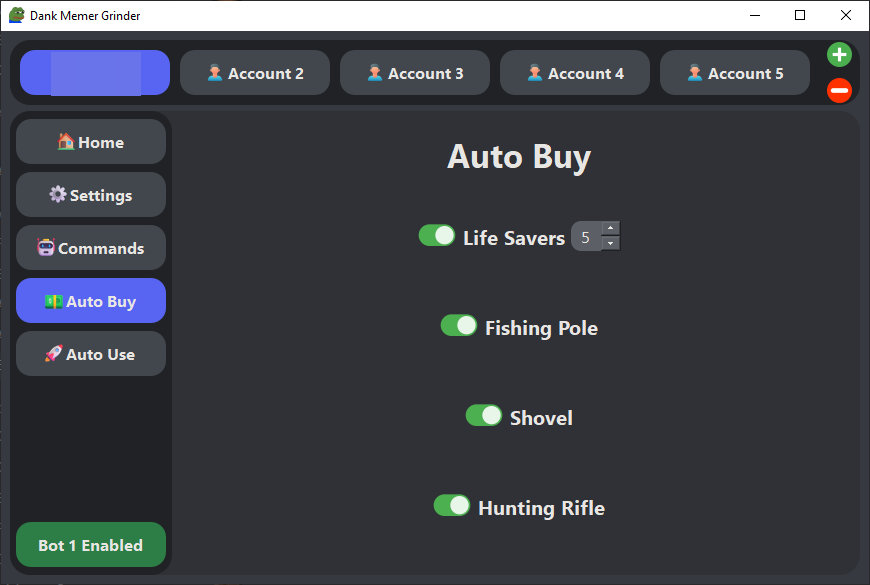 Dank Memer Grinder
Account 2
Account 3
Account 4
Account 5
Home
Settings
Commands
Auto Buy
Auto Use
Bot 1 Enabled
Auto Buy
Life Savers 5
Fishing Pole
Shovel
Hunting Rifle